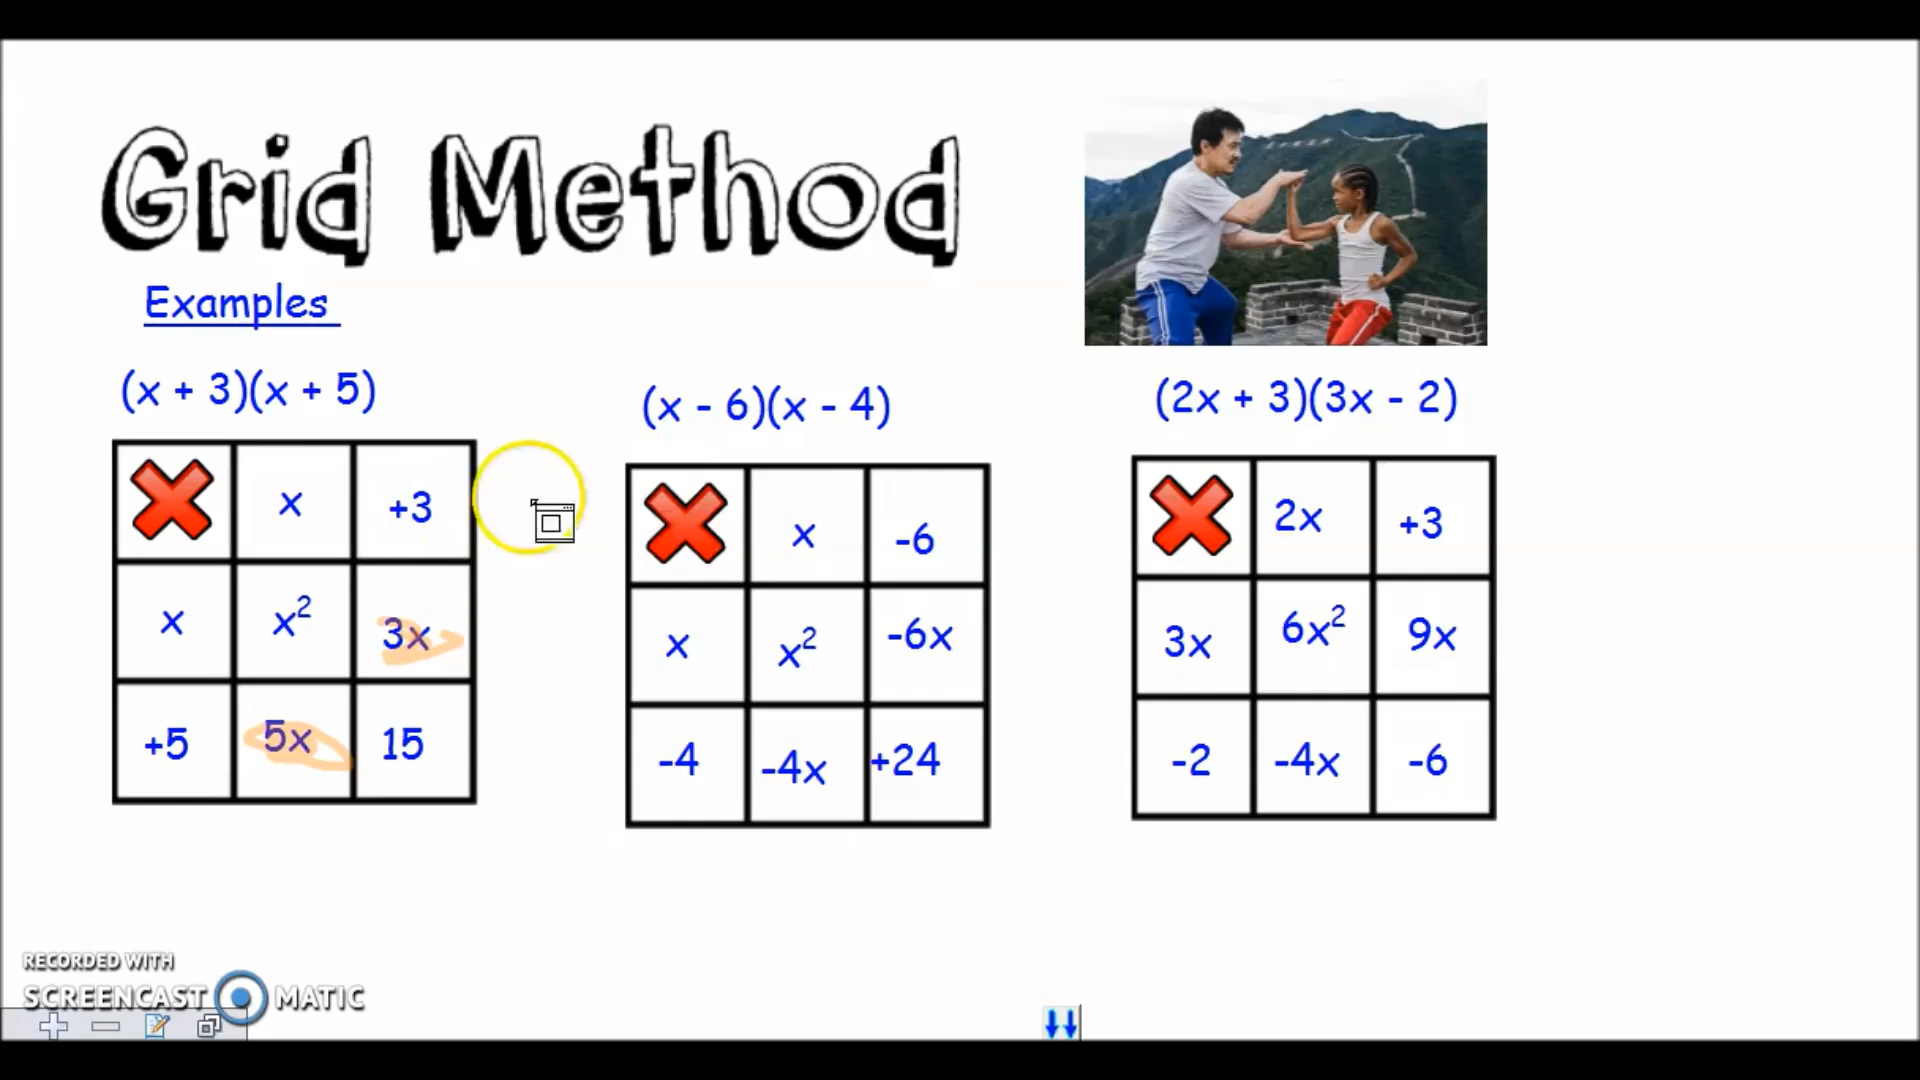 Grid Method
Examples
(x + 3)(x + 5)
(x - 6)(x - 4)
(2x + 3)(3x - 2)
x +3
x x² 3x
+5 5x 15
x -6
x x² -6x
-4 -4x +24
2x +3
3x 6x² 9x
-2 -4x -6
RECORDED WITH
SCREENCAST MATIC